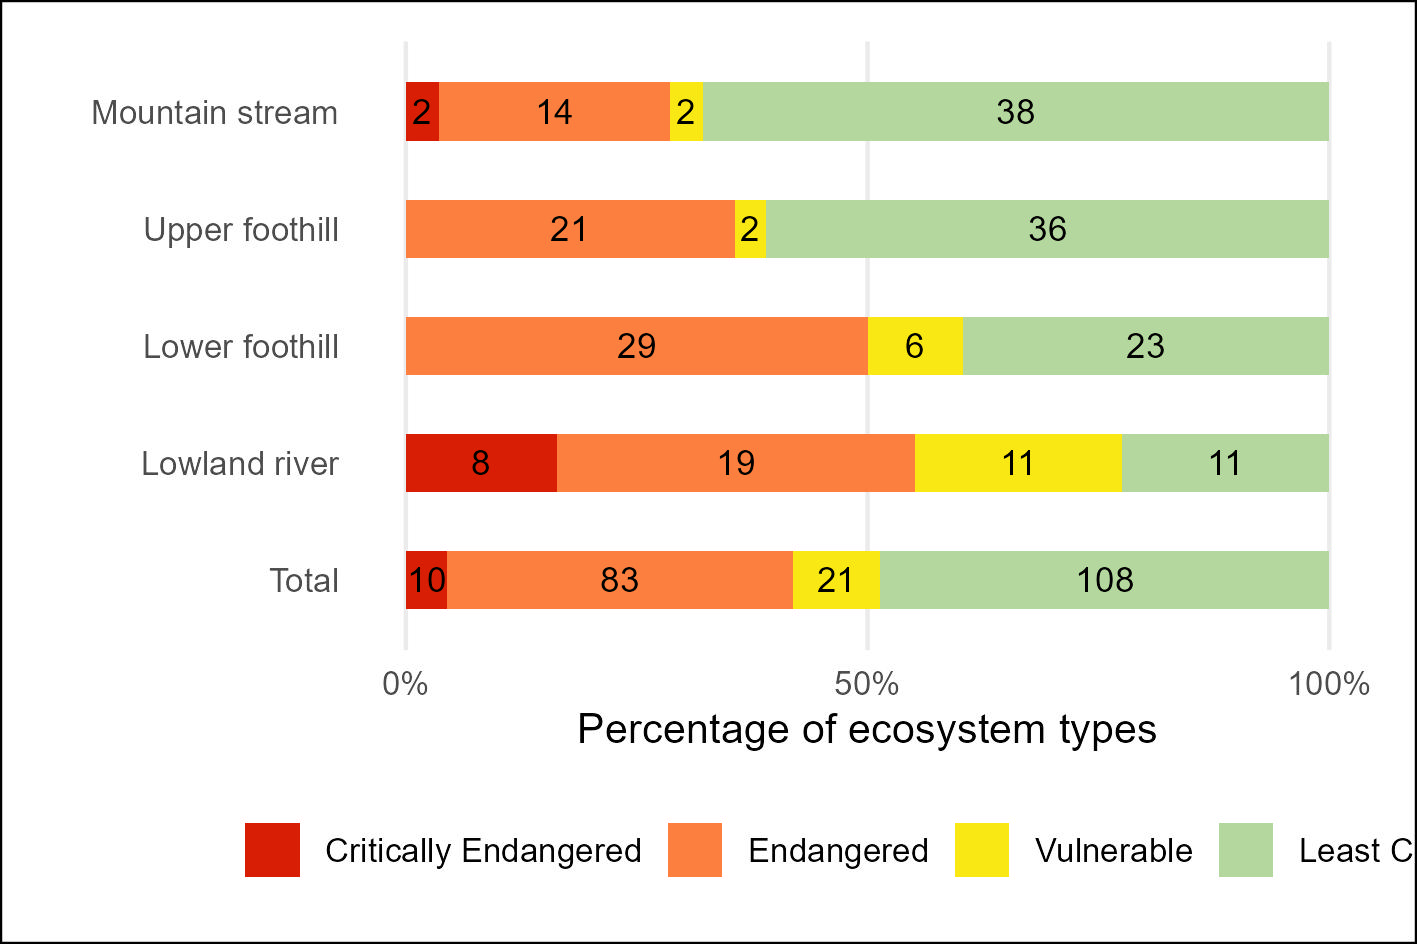 Mountain stream 2 14 2 38
Upper foothill 21 2 36
Lower foothill 29 6 23
Lowland river 8 19 11 11
Total 10 83 21 108
0% 50% 100%
Percentage of ecosystem types
Critically Endangered Endangered Vulnerable Least C